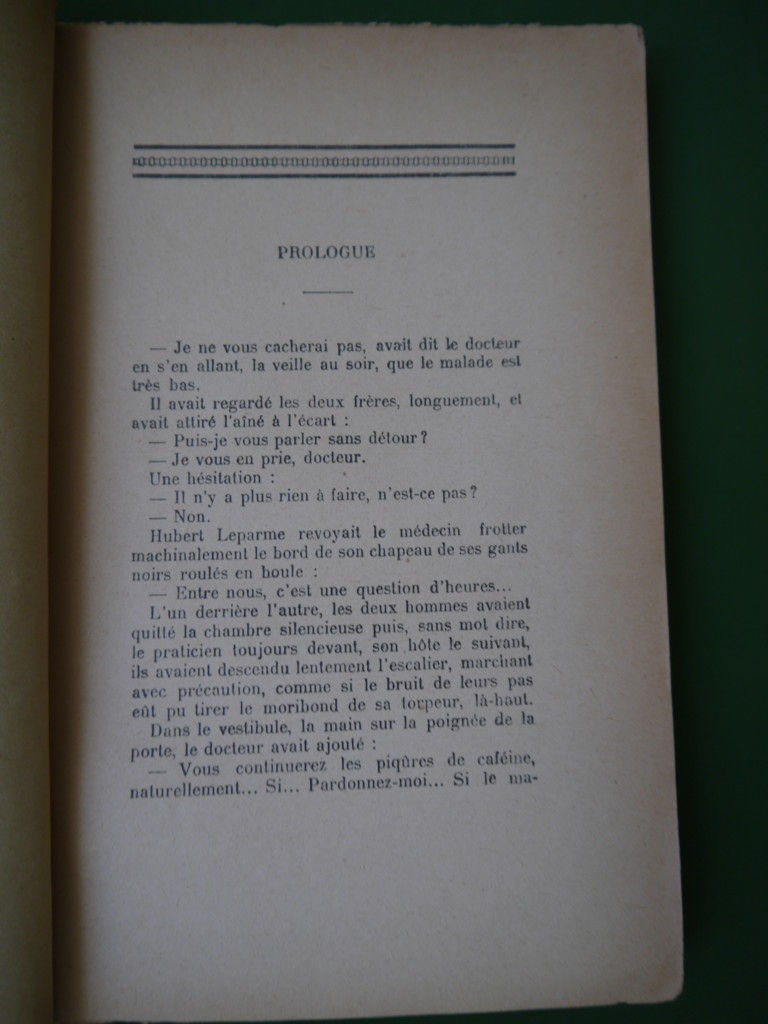 PROLOGUE
— Je ne vous cacherai pas, avait dit le docteur
en s'en allant, la veille au soir, que le malade est
très bas.
Il avait regardé les deux frères, longuement, et
avait attiré l'aîné à l'écart :
— Puis-je vous parler sans détour ?
— Je vous en prie, docteur.
Une hésitation :
— Il n'y a plus rien à faire, n'est-ce pas ?
— Non.
Hubert Leparme revoyait le médecin frotter
machinalement le bord de son chapeau de ses gants
noirs roulés en boule :
— Entre nous, c'est une question d'heures...
L'un derrière l'autre, les deux hommes avaient
quitté la chambre silencieuse puis, sans mot dire,
le praticien toujours devant, son hôte le suivant,
ils avaient descendu lentement l'escalier, marchant
avec précaution, comme si le bruit de leurs pas
eût pu tirer le moribond de sa torpeur, là-haut.
Dans le vestibule, la main sur la poignée de la
porte, le docteur avait ajouté :
— Vous continuerez les piqûres de caféine,
naturellement... Si... Pardonnez-moi... Si le ma-